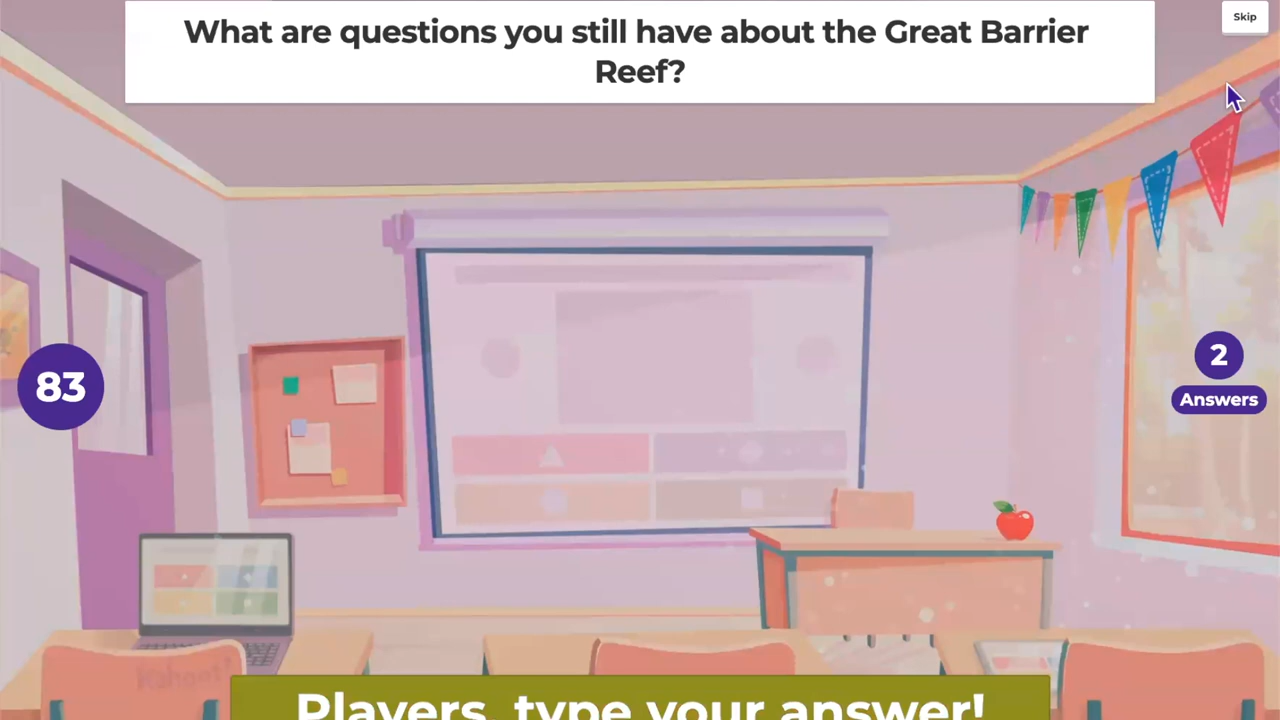 What are questions you still have about the Great Barrier
Reef?
Skip
83
2
Answers
Kahoot!
Players, type your answer!